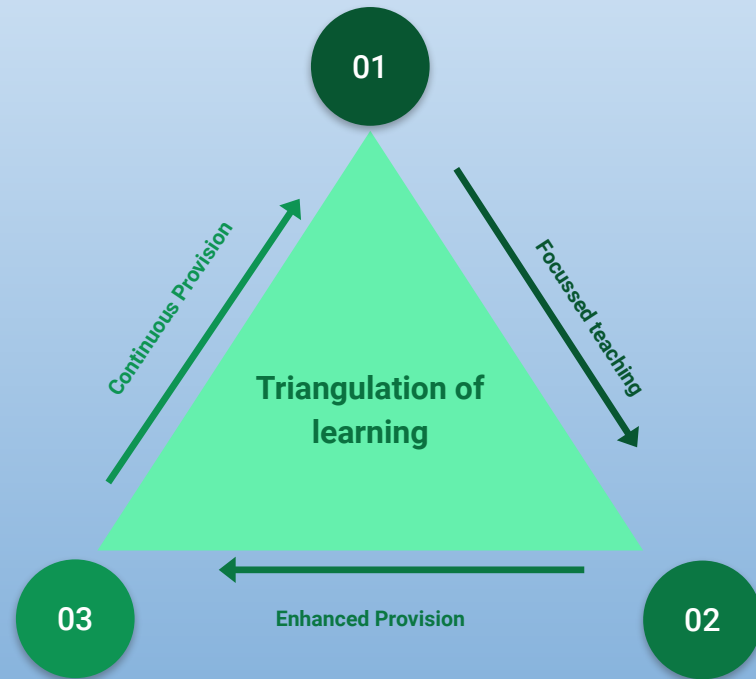 01
Continuous Provision
Focussed teaching
Triangulation of
learning
03
Enhanced Provision
02